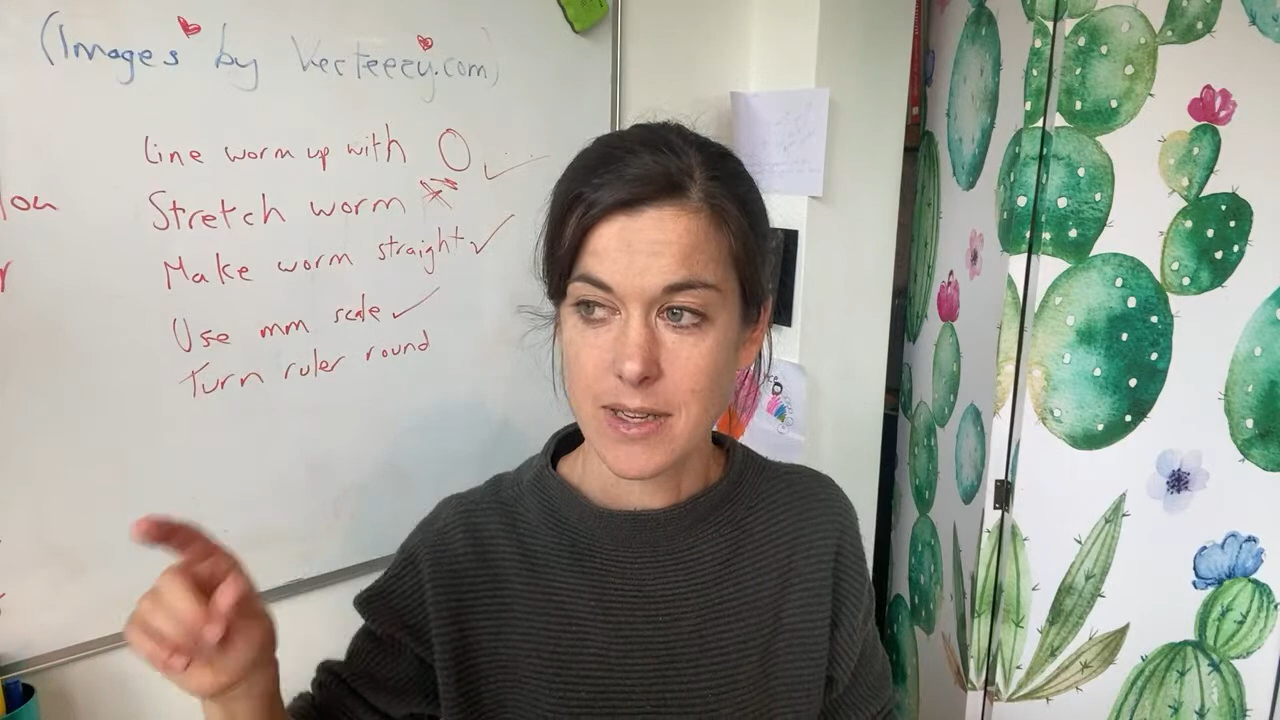 (Images by Vecteezy.com)
Line worm up with O ✓
Stretch worm
Make worm straight ✓
Use mm scale ✓
Turn ruler round